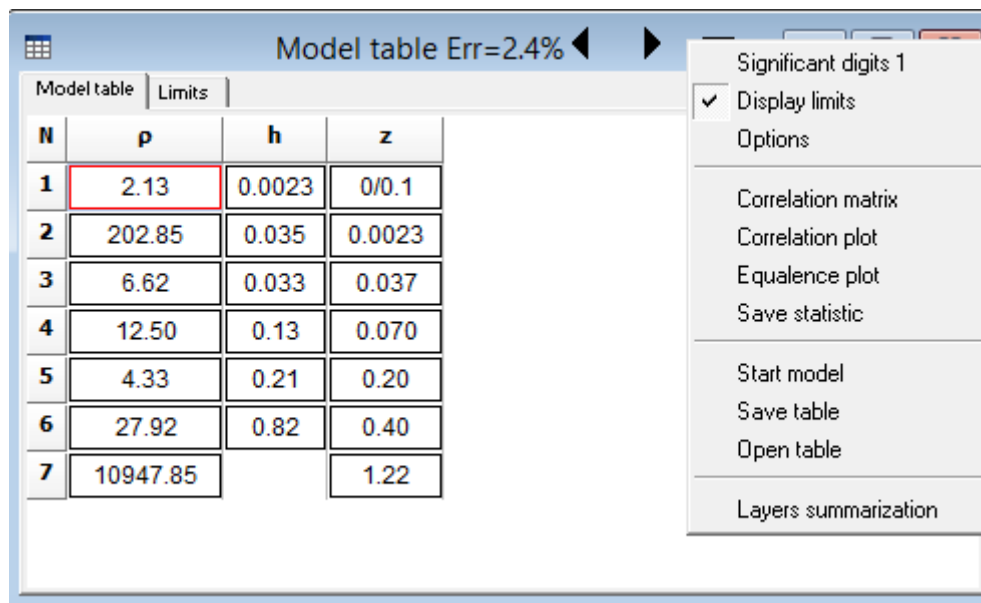 Model table Err=2.4%
Model table Limits
N ρ h z
1 2.13 0.0023 0/0.1
2 202.85 0.035 0.0023
3 6.62 0.033 0.037
4 12.50 0.13 0.070
5 4.33 0.21 0.20
6 27.92 0.82 0.40
7 10947.85 1.22
Significant digits 1
Display limits
Options
Correlation matrix
Correlation plot
Equalence plot
Save statistic
Start model
Save table
Open table
Layers summarization